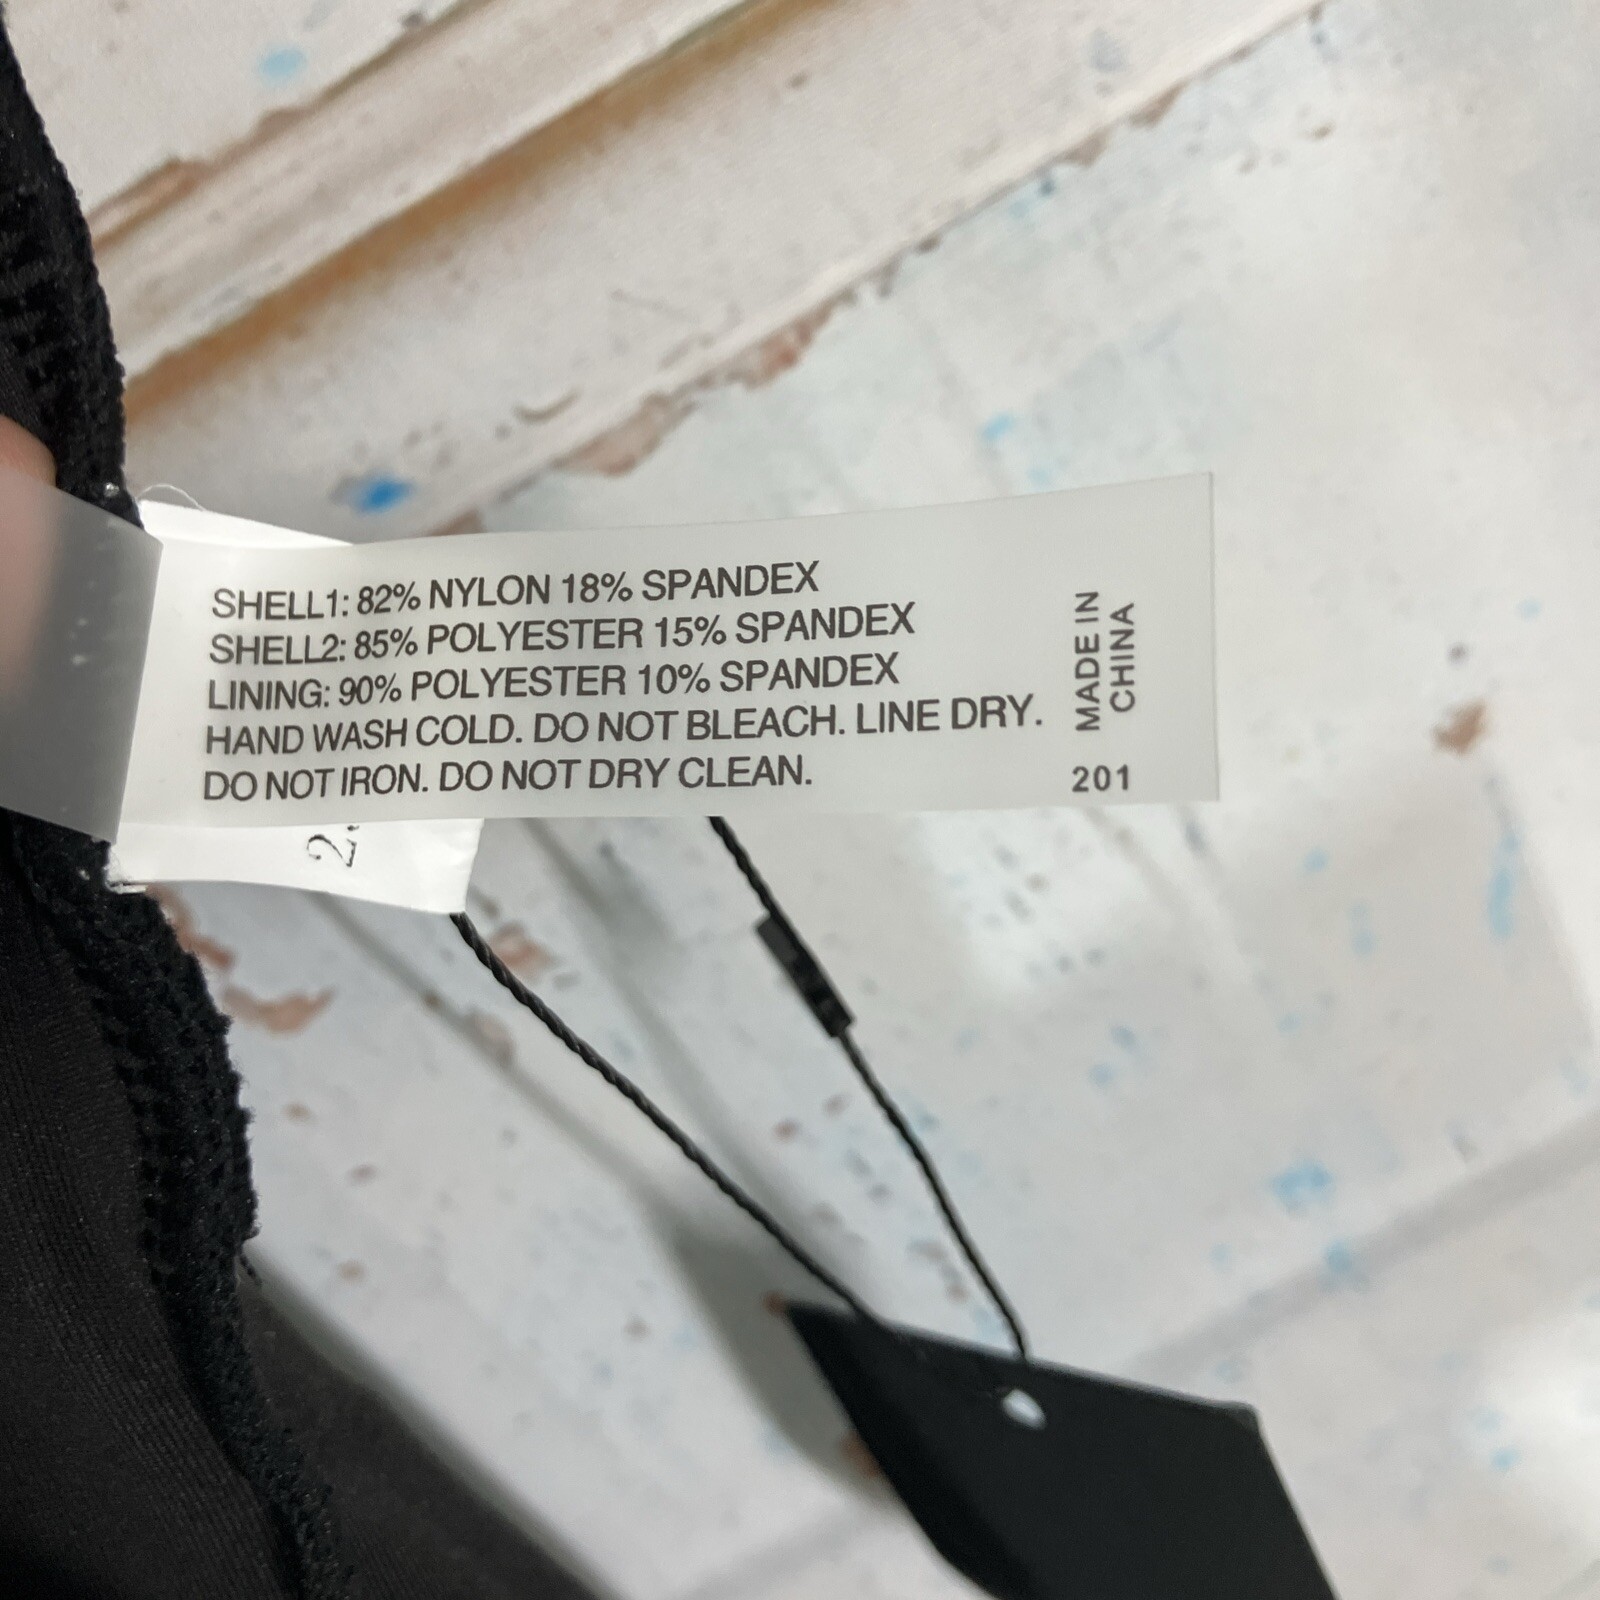 SHELL1: 82% NYLON 18% SPANDEX
SHELL2: 85% POLYESTER 15% SPANDEX
LINING: 90% POLYESTER 10% SPANDEX
HAND WASH COLD. DO NOT BLEACH. LINE DRY.
DO NOT IRON. DO NOT DRY CLEAN.
MADE IN
CHINA
201